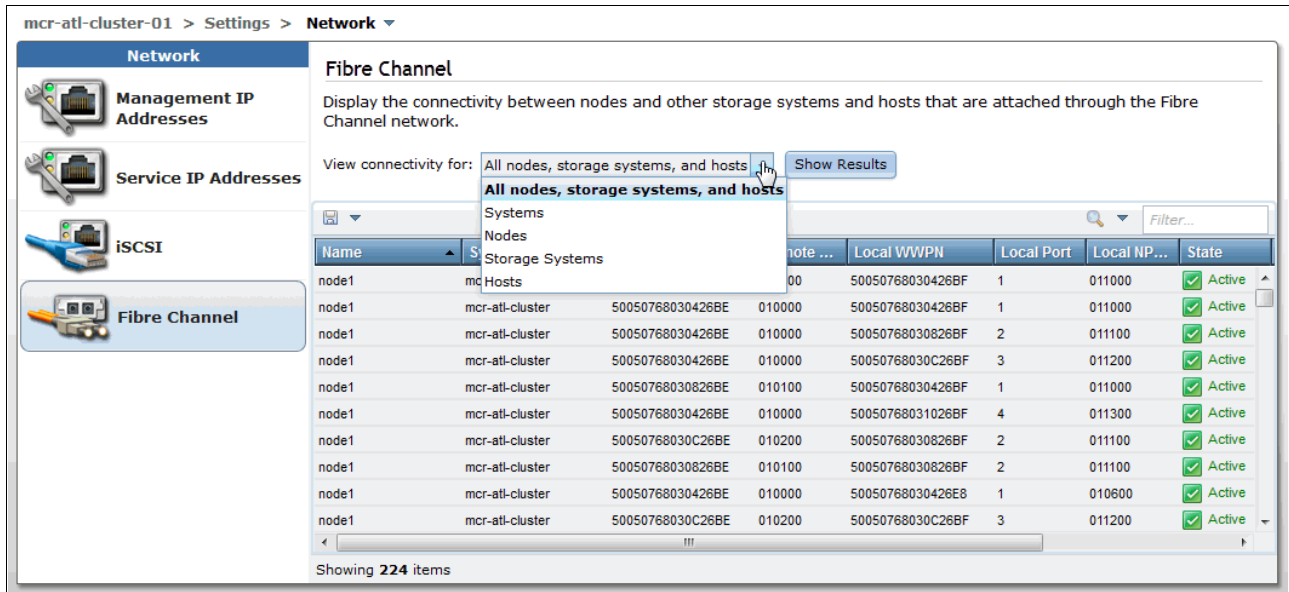 mcr-atl-cluster-01 > Settings > Network
Network
Management IP
Addresses
Service IP Addresses
iSCSI
Fibre Channel
Fibre Channel
Display the connectivity between nodes and other storage systems and hosts that are attached through the Fibre
Channel network.
View connectivity for: All nodes, storage systems, and hosts Show Results
All nodes, storage systems, and hosts
Systems
Nodes
Storage Systems
Hosts
Filter...
Name S ...note ... Local WWPN Local Port Local NP... State
node1 mc 00 50050768030426BF 1 011000 Active
node1 mcr-atl-cluster 50050768030426BE 010000 50050768030426BF 1 011000 Active
node1 mcr-atl-cluster 50050768030426BE 010000 50050768030826BF 2 011100 Active
node1 mcr-atl-cluster 50050768030426BE 010000 50050768030C26BF 3 011200 Active
node1 mcr-atl-cluster 50050768030826BE 010100 50050768030426BF 1 011000 Active
node1 mcr-atl-cluster 50050768030426BE 010000 50050768031026BF 4 011300 Active
node1 mcr-atl-cluster 50050768030C26BE 010200 50050768030826BF 2 011100 Active
node1 mcr-atl-cluster 50050768030826BE 010100 50050768030826BF 2 011100 Active
node1 mcr-atl-cluster 50050768030426BE 010000 50050768030426E8 1 010600 Active
node1 mcr-atl-cluster 50050768030C26BE 010200 50050768030C26BF 3 011200 Active
Showing 224 items